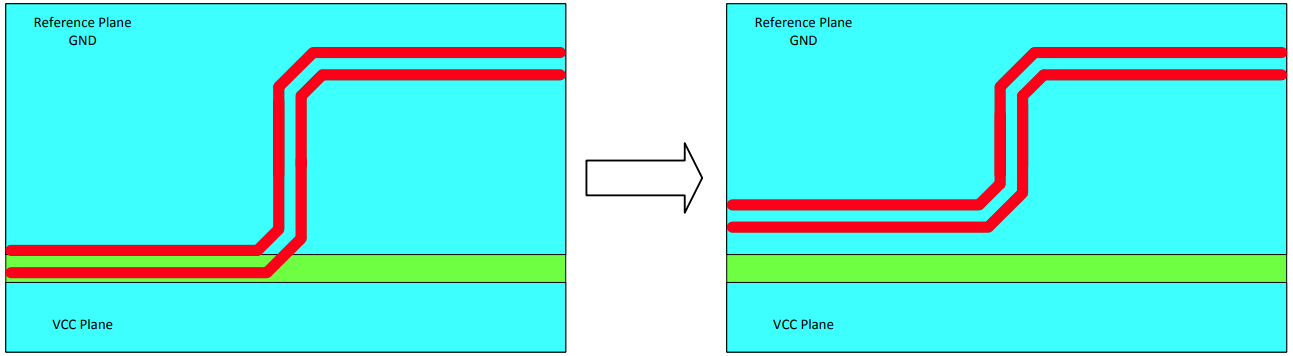 Reference Plane
GND
VCC Plane
Reference Plane
GND
VCC Plane